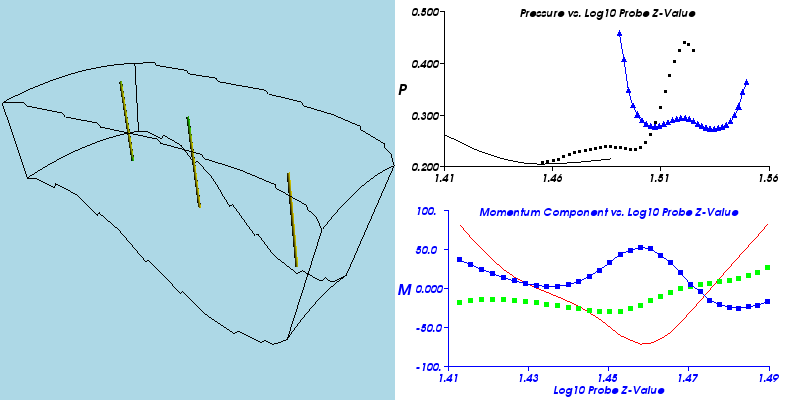 Pressure vs. Log10 Probe Z-Value
0.500
0.400
P
0.300
0.200
1.41 1.46 1.51 1.56
Momentum Component vs. Log10 Probe Z-Value
100.
50.0
M 0.000
-50.0
-100.
1.41 1.43 1.45 1.47 1.49
Log10 Probe Z-Value